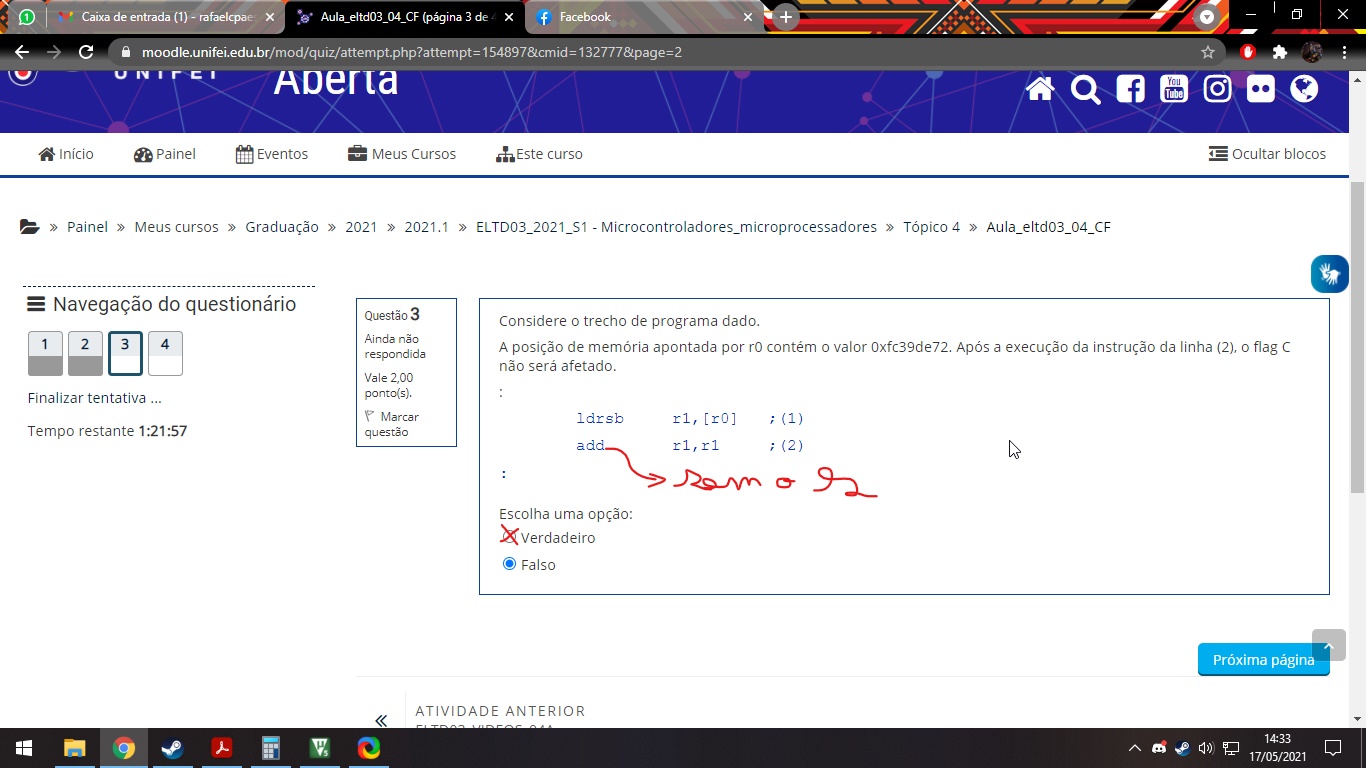 Caixa de entrada (1) - rafaelcpae
Aula_eltd03_04_CF (página 3 de 4
Facebook
moodle.unifei.edu.br/mod/quiz/attempt.php?attempt=154897&cmid=132777&page=2
UNIFEI
Aberta
You
Tube
Início
Painel
Eventos
Meus Cursos
Este curso
Ocultar blocos
» Painel » Meus cursos » Graduação » 2021 » 2021.1 » ELTD03_2021_S1 - Microcontroladores_microprocessadores » Tópico 4 » Aula_eltd03_04_CF
Navegação do questionário
1 2 3 4
Finalizar tentativa ...
Tempo restante 1:21:57
Questão 3
Ainda não
respondida
Vale 2,00
ponto(s).
Marcar
questão
Considere o trecho de programa dado.
A posição de memória apontada por r0 contém o valor 0xfc39de72. Após a execução da instrução da linha (2), o flag C
não será afetado.
:
ldrsb r1,[r0] ;(1)
add r1,r1 ;(2)
:
sem o
Escolha uma opção:
Verdadeiro
Falso
Próxima página
ATIVIDADE ANTERIOR
ELTD03_VIDEOS_04A
14:33
17/05/2021